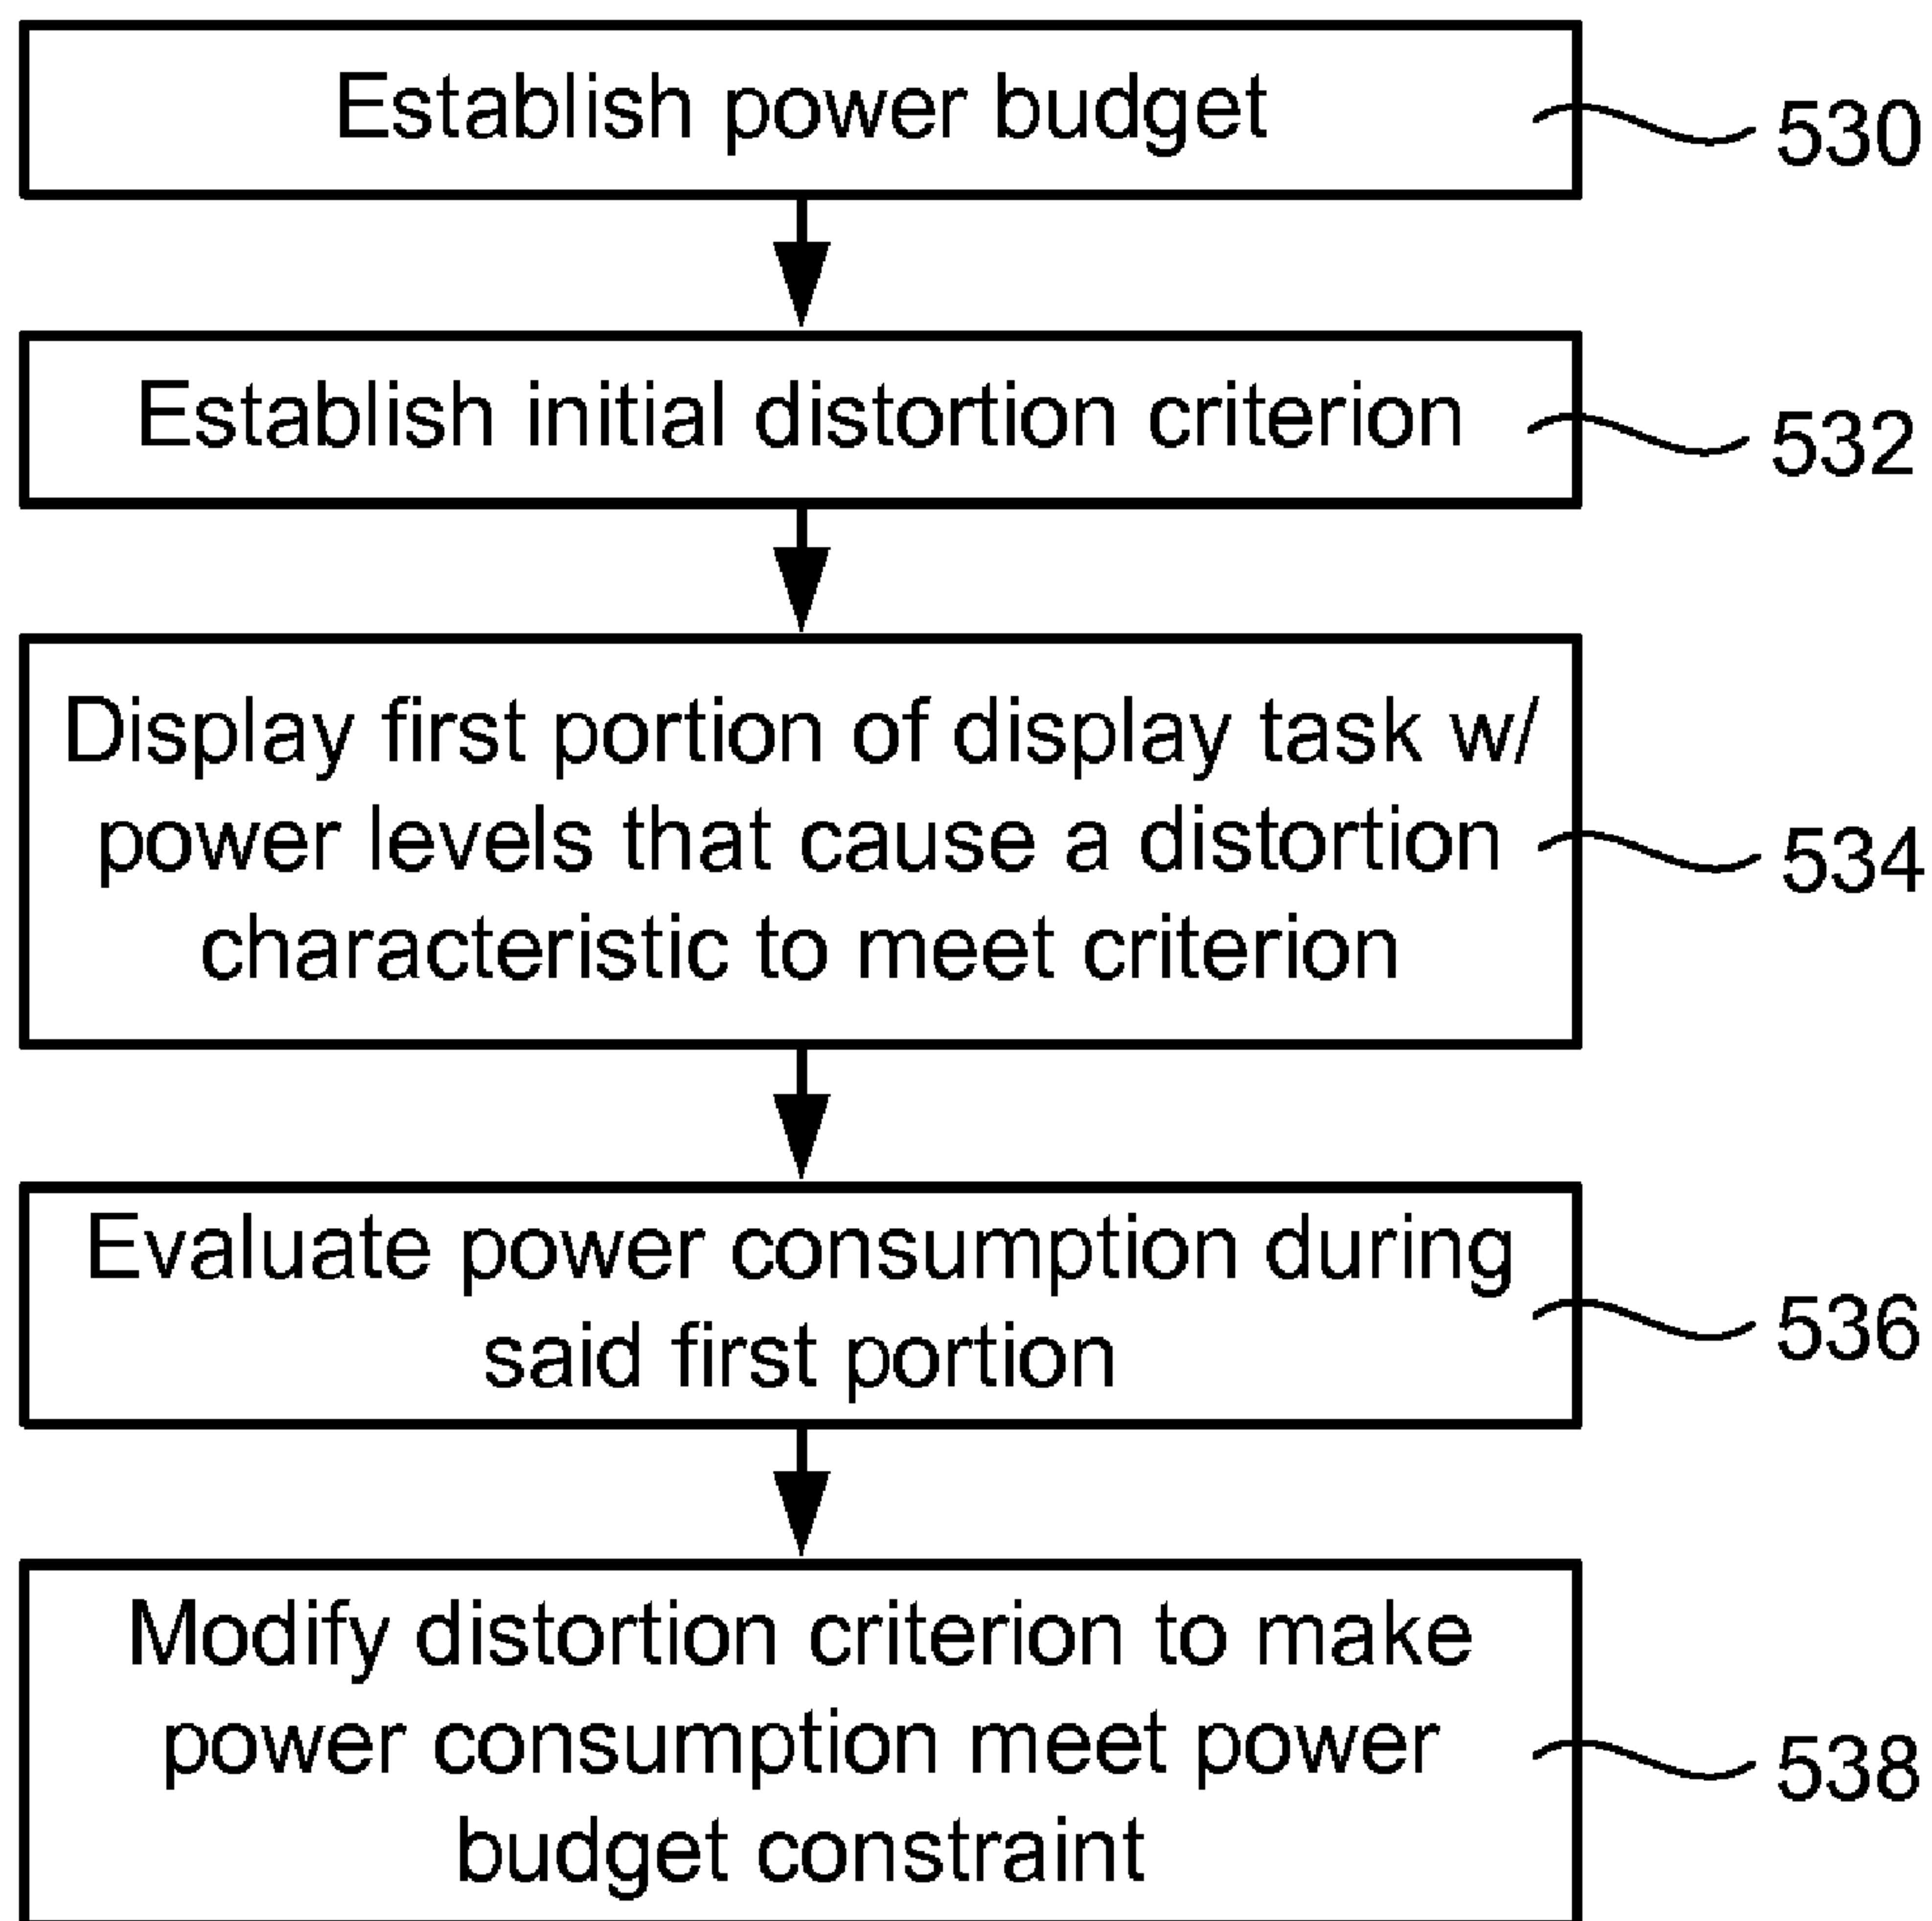 Establish power budget
530
Establish initial distortion criterion
532
Display first portion of display task w/
power levels that cause a distortion
characteristic to meet criterion
534
Evaluate power consumption during
said first portion
536
Modify distortion criterion to make
power consumption meet power
budget constraint
538